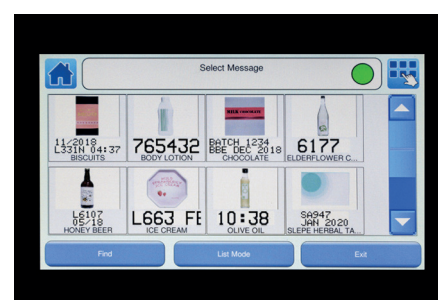 Select Message
MILK CHOCOLATE
11/2018
L331N 04:37
BISCUITS
765432
BODY LOTION
BATCH 1234
BBE DEC 2018
CHOCOLATE
6177
ELDERFLOWER C...
L6107
05/18
HONEY BEER
L663 FE
ICE CREAM
10:38
OLIVE OIL
SA947
JAN 2020
SLEPE HERBAL TA...
Find
List Mode
Exit